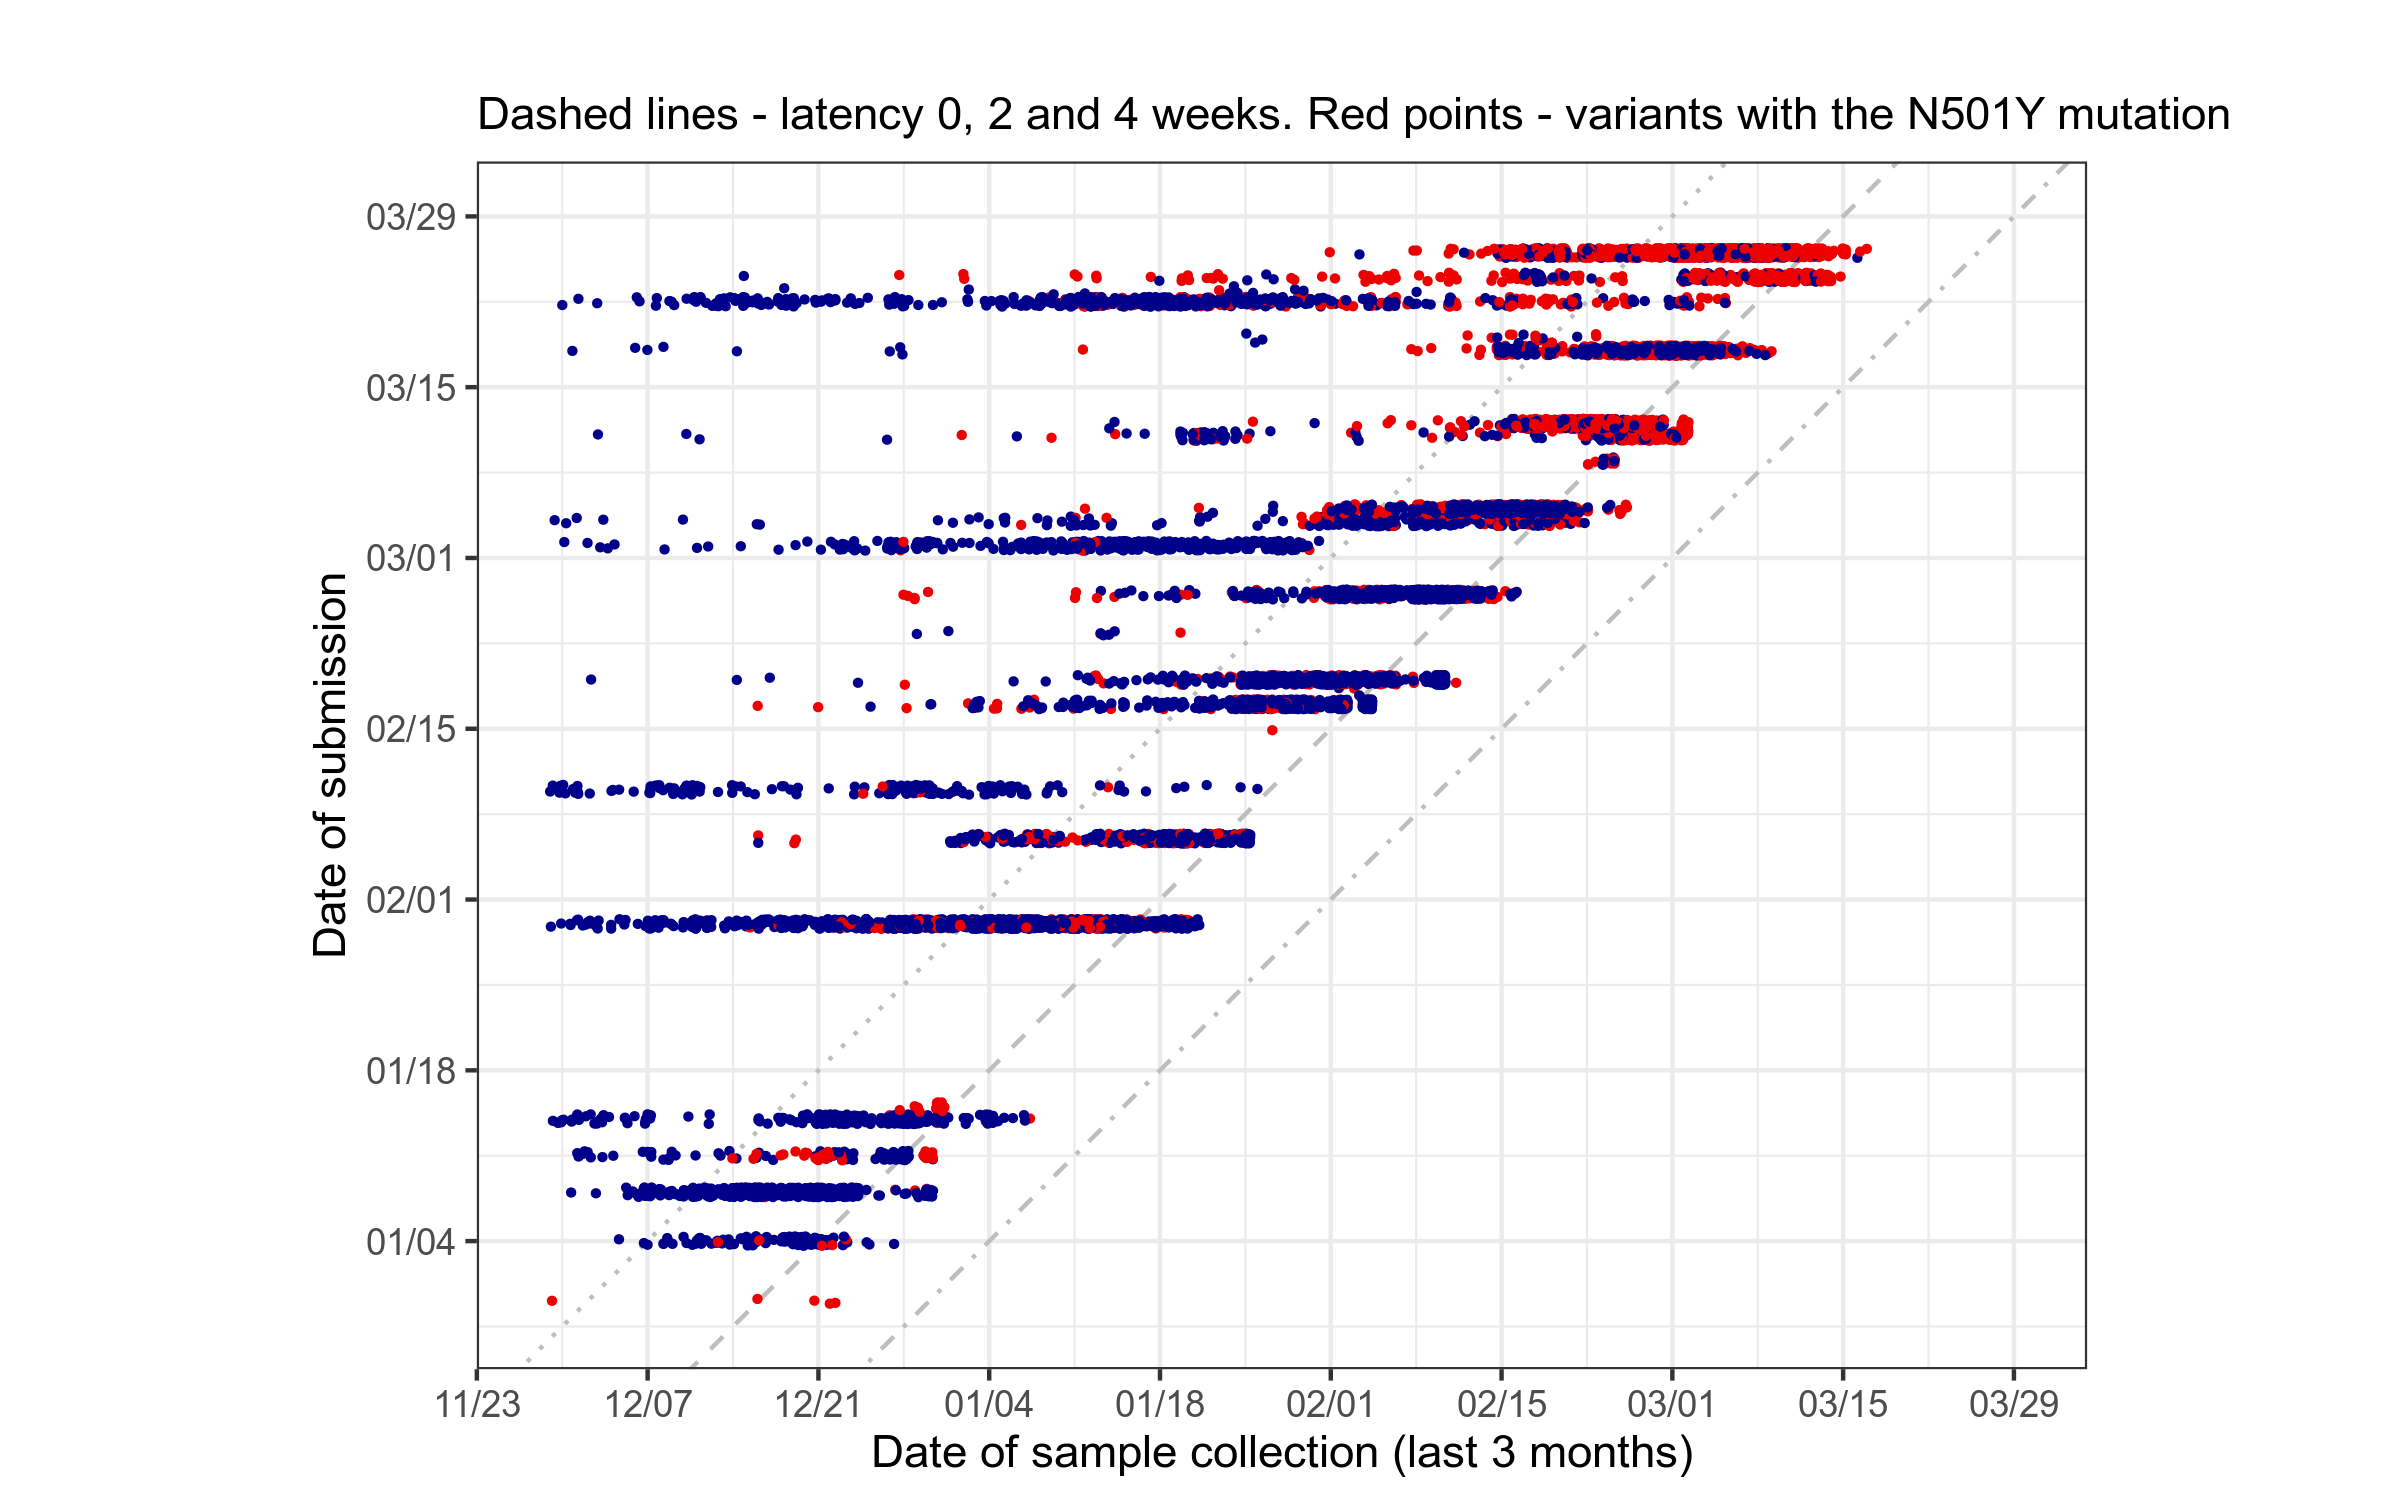 Dashed lines - latency 0, 2 and 4 weeks. Red points - variants with the N501Y mutation
03/29
03/15
03/01
02/15
02/01
01/18
01/04
Date of submission
11/23 12/07 12/21 01/04 01/18 02/01 02/15 03/01 03/15 03/29
Date of sample collection (last 3 months)